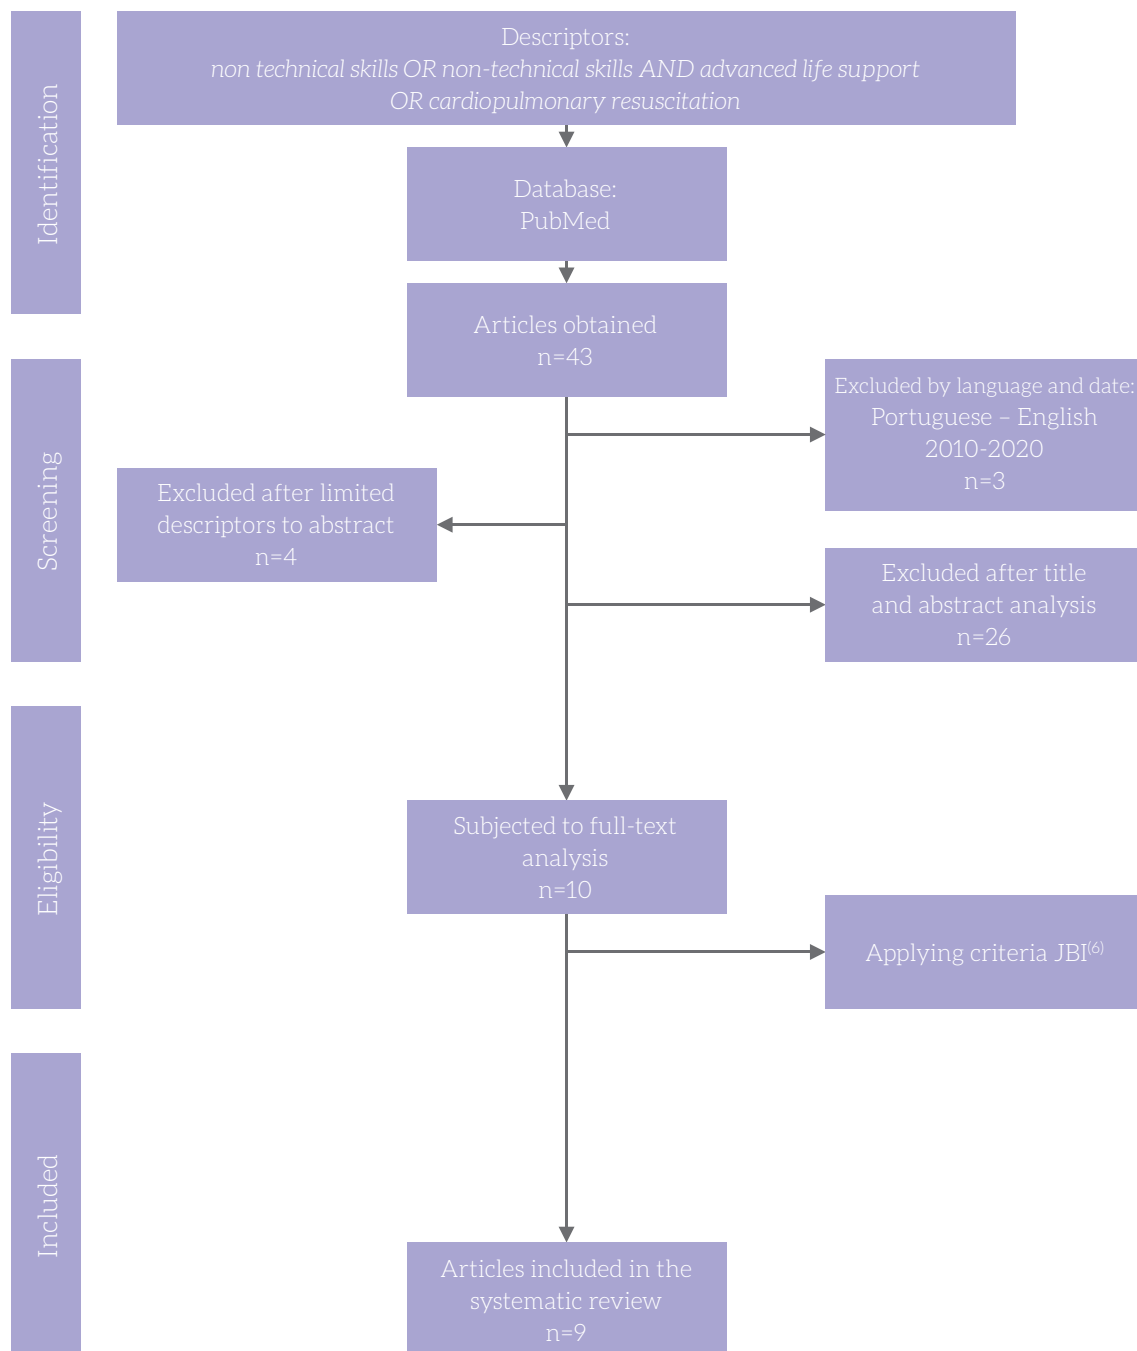 Identification
Descriptors:
non technical skills OR non-technical skills AND advanced life support
OR cardiopulmonary resuscitation
Database:
PubMed
Articles obtained
n=43
Screening
Excluded by language and date:
Portuguese – English
2010-2020
n=3
Excluded after limited
descriptors to abstract
n=4
Excluded after title
and abstract analysis
n=26
Eligibility
Subjected to full-text
analysis
n=10
Applying criteria JBI(6)
Included
Articles included in the
systematic review
n=9